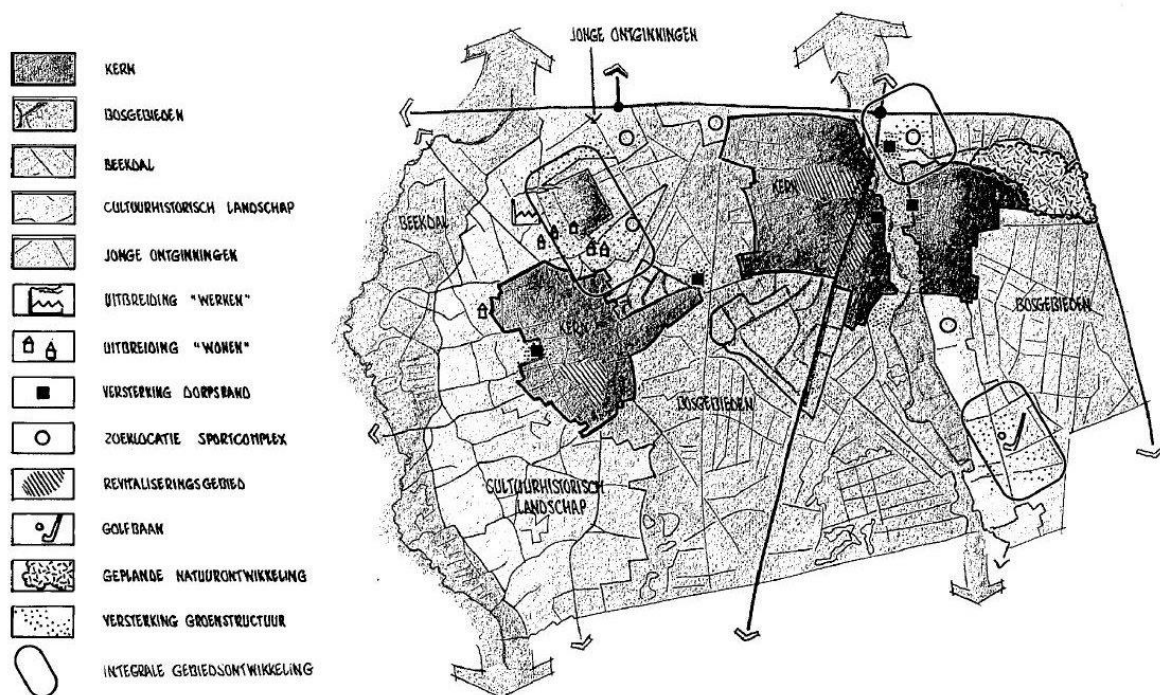 KERN
BOSGEBIEDEN
BEEKDAL
CULTUURHISTORISCH LANDSCHAP
JONGE ONTGINNINGEN
UITBREIDING "WERKEN"
UITBREIDING "WONEN"
VERSTERKING DORPSRAND
ZOEKLOCATIE SPORTCOMPLEX
REVITALISERINGSGEBIED
GOLFBAAN
GEPLANDE NATUURONTWIKKELING
VERSTERKING GROENSTRUCTUUR
INTEGRALE GEBIEDSONTWIKKELING
JONGE ONTGINNINGEN
KERN
BEEKDAL
BOSGEBIEDEN
KERN
BOSGEBIEDEN
CULTUURHISTORISCH
LANDSCHAP